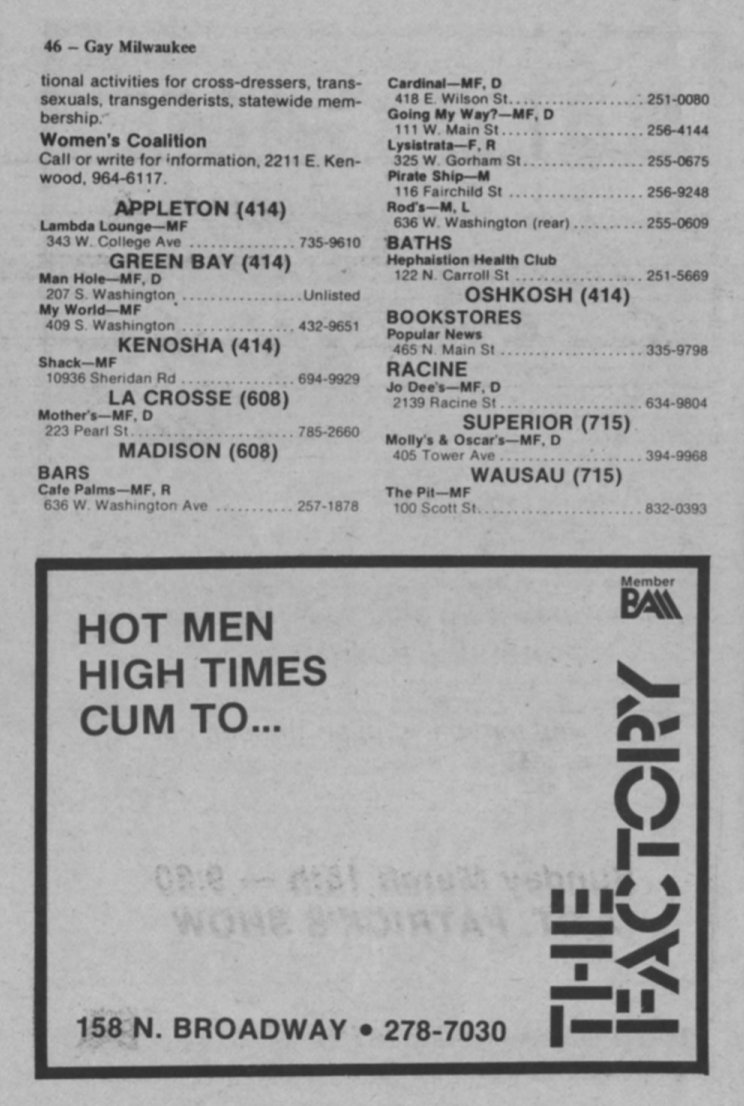 46 – Gay Milwaukee
tional activities for cross-dressers, trans-
sexuals, transgenderists, statewide mem-
bership.
Women's Coalition
Call or write for information, 2211 E. Ken-
wood, 964-6117.
APPLETON (414)
Lambda Lounge—MF
343 W. College Ave ................ 735-9610
GREEN BAY (414)
Man Hole—MF, D
207 S. Washington ................ Unlisted
My World—MF
409 S. Washington ................ 432-9651
KENOSHA (414)
Shack—MF
10936 Sheridan Rd ................ 694-9929
LA CROSSE (608)
Mother's—MF, D
223 Pearl St...................... 785-2660
MADISON (608)
BARS
Cafe Palms—MF, R
636 W. Washington Ave ........... 257-1878
Cardinal—MF, D
418 E. Wilson St.................. 251-0080
Going My Way?—MF, D
111 W. Main St................... 256-4144
Lysistrata—F, R
325 W. Gorham St................ 255-0675
Pirate Ship—M
116 Fairchild St .................. 256-9248
Rod's—M, L
636 W. Washington (rear) .......... 255-0609
BATHS
Hephaistion Health Club
122 N. Carroll St .................. 251-5669
OSHKOSH (414)
BOOKSTORES
Popular News
465 N. Main St ................... 335-9798
RACINE
Jo Dee's—MF, D
2139 Racine St ................... 634-9804
SUPERIOR (715)
Molly's & Oscar's—MF, D
405 Tower Ave ................... 394-9968
WAUSAU (715)
The Pit—MF
100 Scott St...................... 832-0393
Member
BAM
HOT MEN
HIGH TIMES
CUM TO...
THE
FACTORY
158 N. BROADWAY • 278-7030